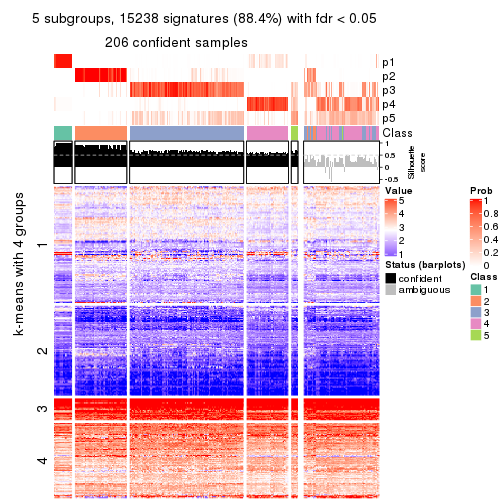 5 subgroups, 15238 signatures (88.4%) with fdr < 0.05
206 confident samples
p1
p2
p3
p4
p5
Class
1
0.5
0
-0.5
Silhouette
score
k-means with 4 groups
1
2
3
4
Value
5
4
3
2
1
Status (barplots)
confident
ambiguous
Prob
1
0.8
0.6
0.4
0.2
0
Class
1
2
3
4
5